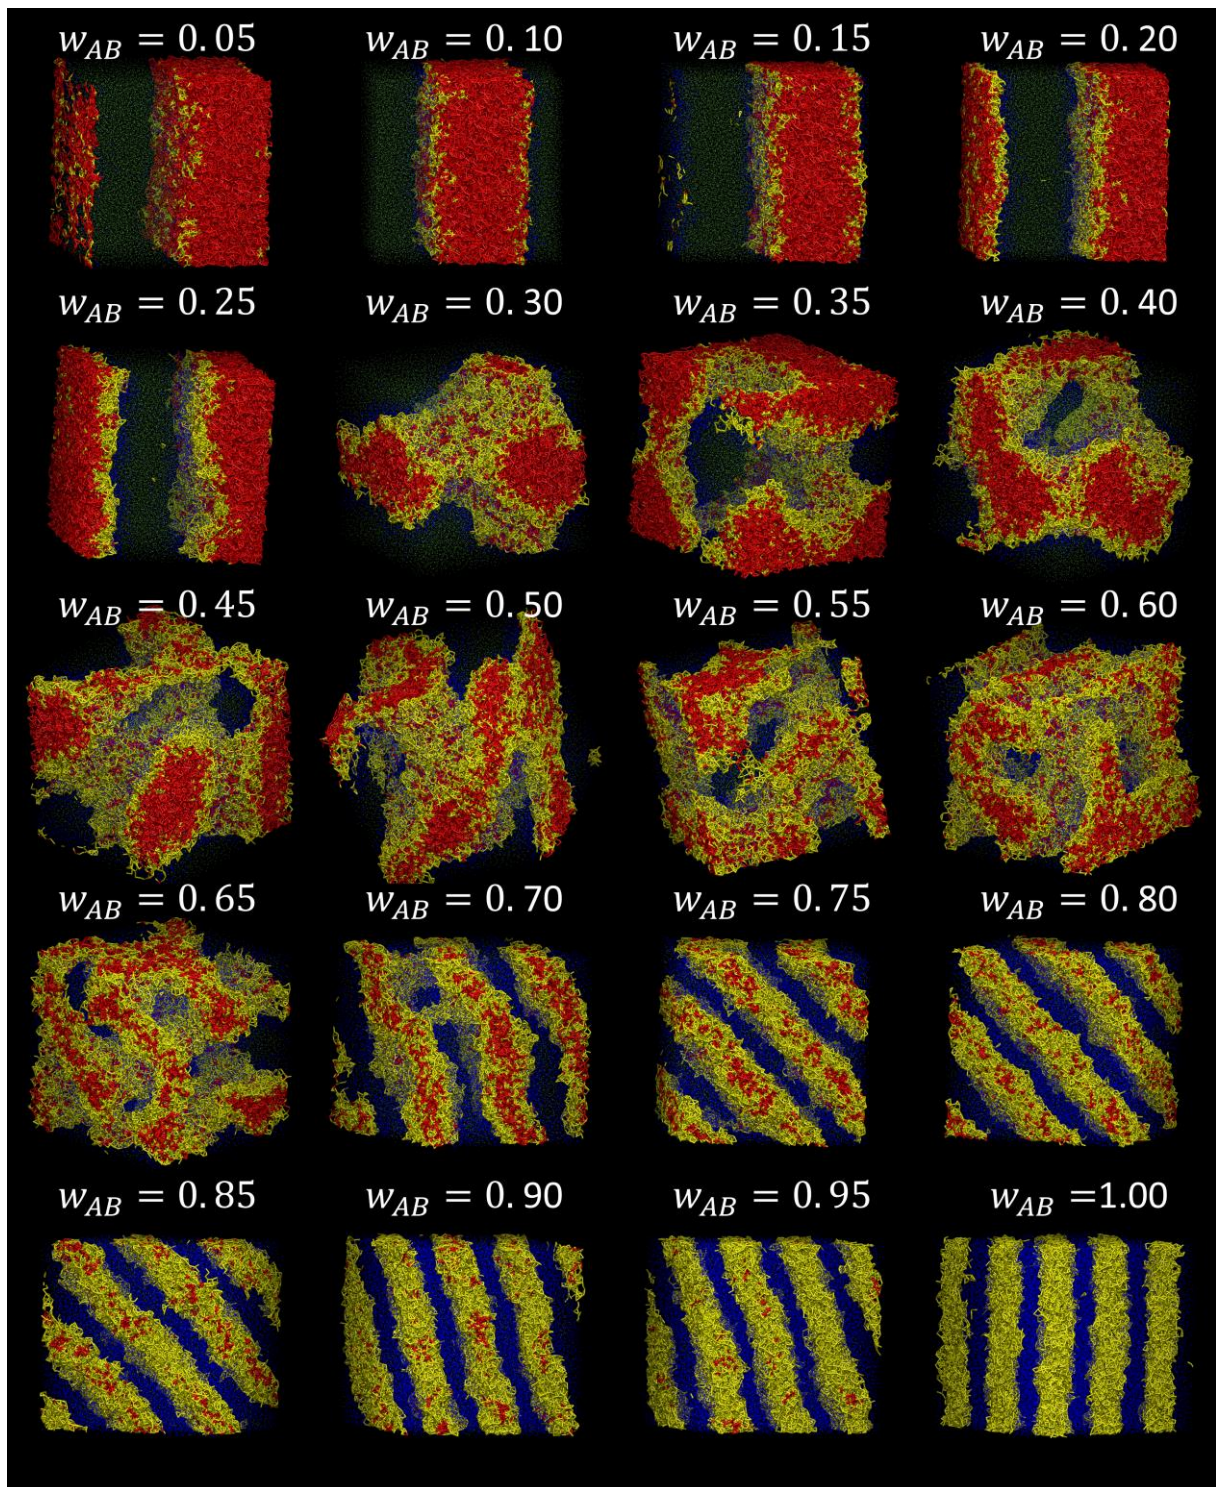 w_AB = 0.05
w_AB = 0.10
w_AB = 0.15
w_AB = 0.20
w_AB = 0.25
w_AB = 0.30
w_AB = 0.35
w_AB = 0.40
w_AB = 0.45
w_AB = 0.50
w_AB = 0.55
w_AB = 0.60
w_AB = 0.65
w_AB = 0.70
w_AB = 0.75
w_AB = 0.80
w_AB = 0.85
w_AB = 0.90
w_AB = 0.95
w_AB =1.00